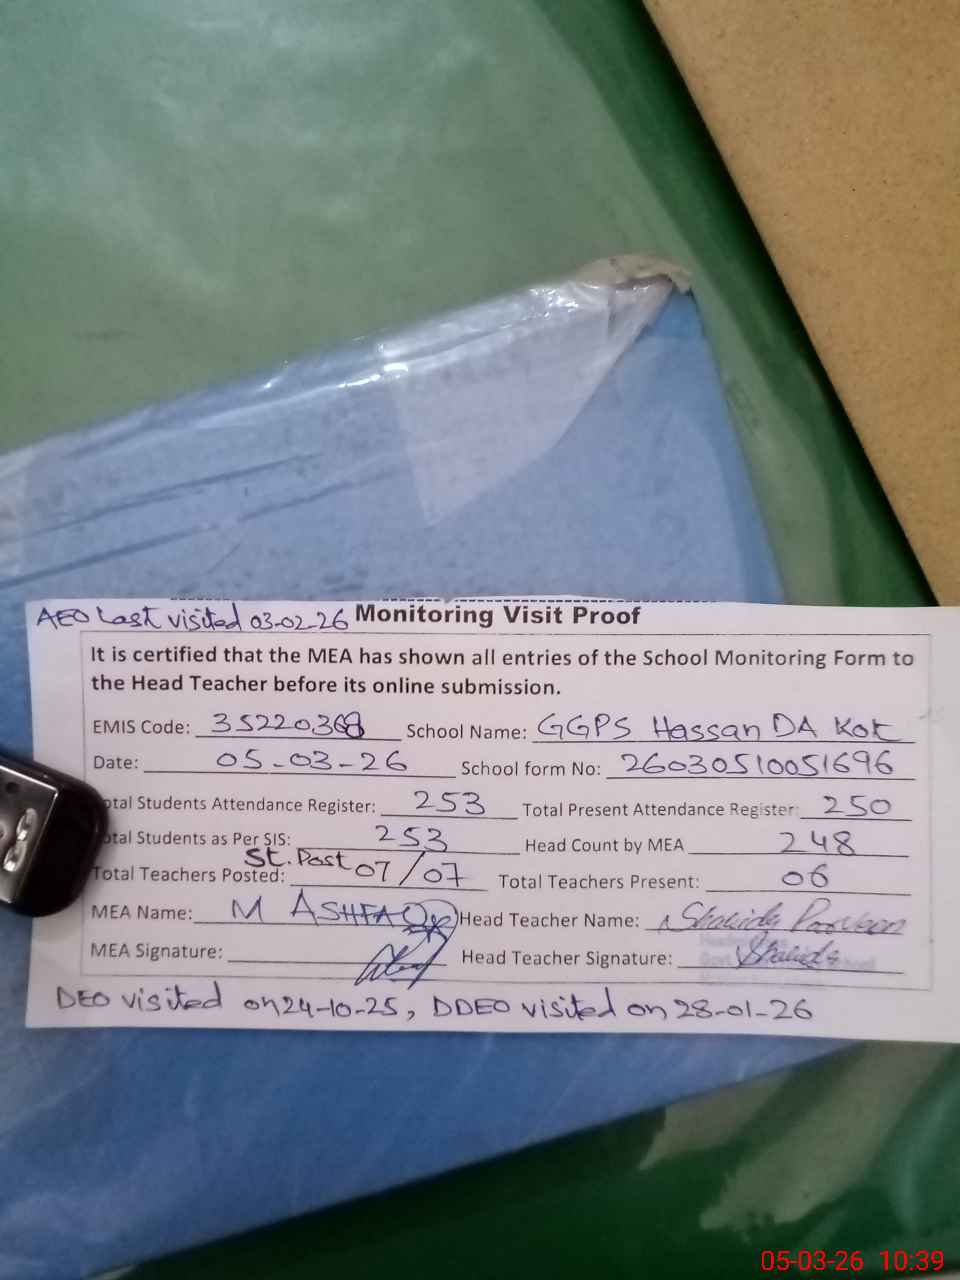 AEO Last visited 03-02-26 Monitoring Visit Proof
It is certified that the MEA has shown all entries of the School Monitoring Form to
the Head Teacher before its online submission.
EMIS Code: 35220368 School Name: GGPS Hassan DA Kot
Date: 05-03-26 School form No: 26030510051696
otal Students Attendance Register: 253 Total Present Attendance Register: 250
otal Students as Per SIS: 253 Head Count by MEA 248
St. Post
Total Teachers Posted: 07/07 Total Teachers Present: 06
MEA Name: M ASHFAQ Head Teacher Name: Shahida Parveen
MEA Signature: Head Teacher Signature: Shahida
DEO visited on 24-10-25, DDEO visited on 28-01-26
05-03-26 10:39